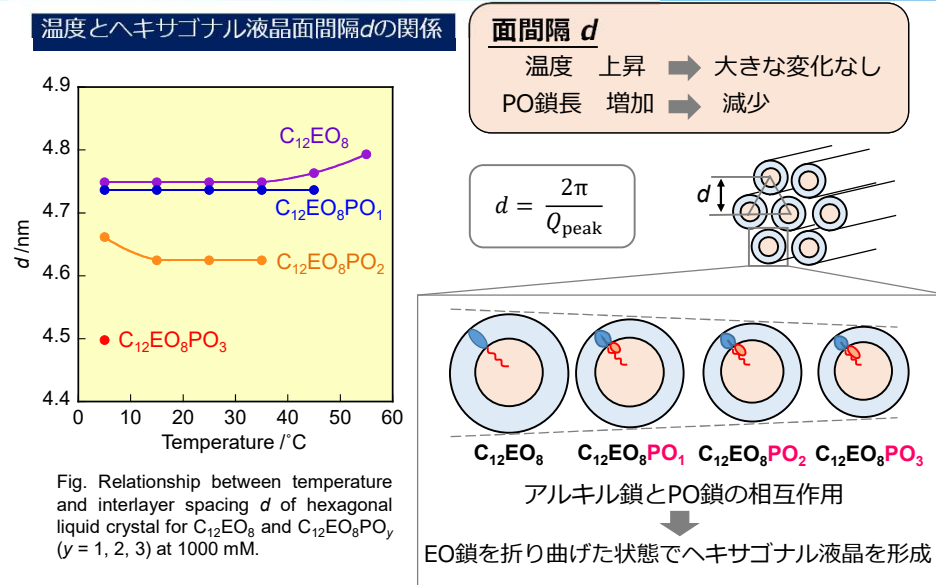 温度とヘキサゴナル液晶面間隔dの関係
面間隔 d
温度 上昇 ➡ 大きな変化なし
PO鎖長 増加 ➡ 減少
4.9
4.8
4.7
4.6
4.5
4.4
d /nm
0 10 20 30 40 50 60
Temperature /˚C
C₁₂EO₈
C₁₂EO₈PO₁
C₁₂EO₈PO₂
C₁₂EO₈PO₃
Fig. Relationship between temperature
and interlayer spacing d of hexagonal
liquid crystal for C₁₂EO₈ and C₁₂EO₈POy
(y = 1, 2, 3) at 1000 mM.
d = 2π / Qpeak
d
C₁₂EO₈ C₁₂EO₈PO₁ C₁₂EO₈PO₂ C₁₂EO₈PO₃
アルキル鎖とPO鎖の相互作用
EO鎖を折り曲げた状態でヘキサゴナル液晶を形成